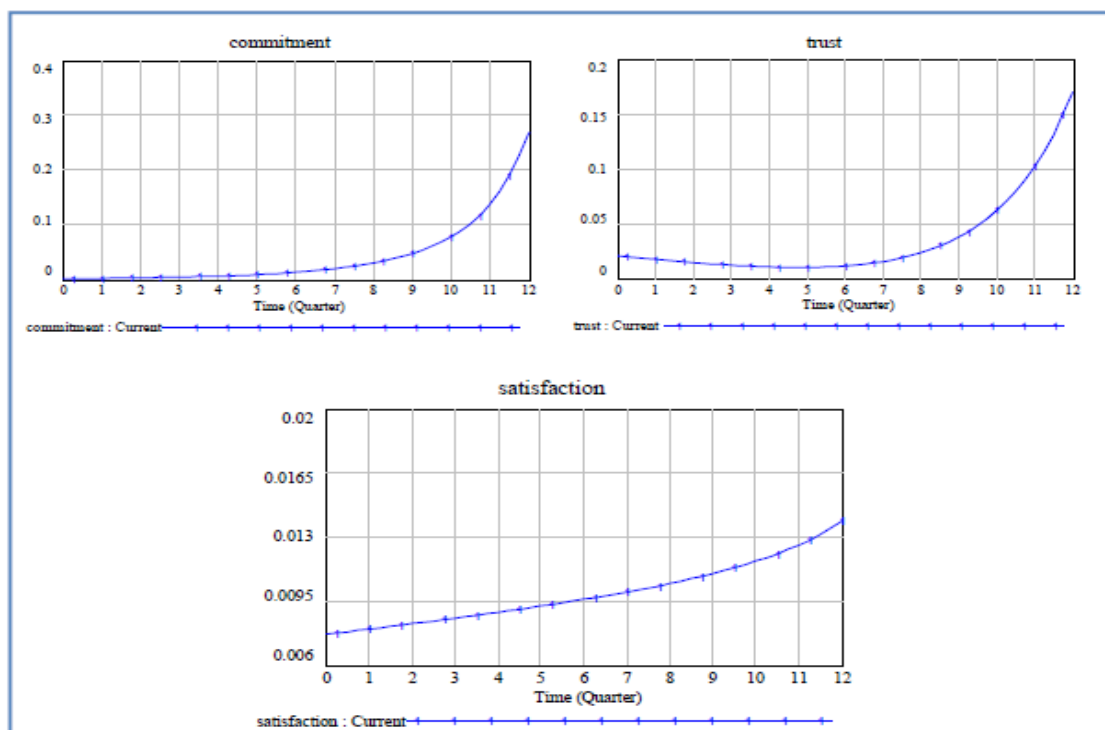 commitment
0.4
0.3
0.2
0.1
0
0 1 2 3 4 5 6 7 8 9 10 11 12
Time (Quarter)
commitment : Current
trust
0.2
0.15
0.1
0.05
0
0 1 2 3 4 5 6 7 8 9 10 11 12
Time (Quarter)
trust : Current
satisfaction
0.02
0.0165
0.013
0.0095
0.006
0 1 2 3 4 5 6 7 8 9 10 11 12
Time (Quarter)
satisfaction : Current